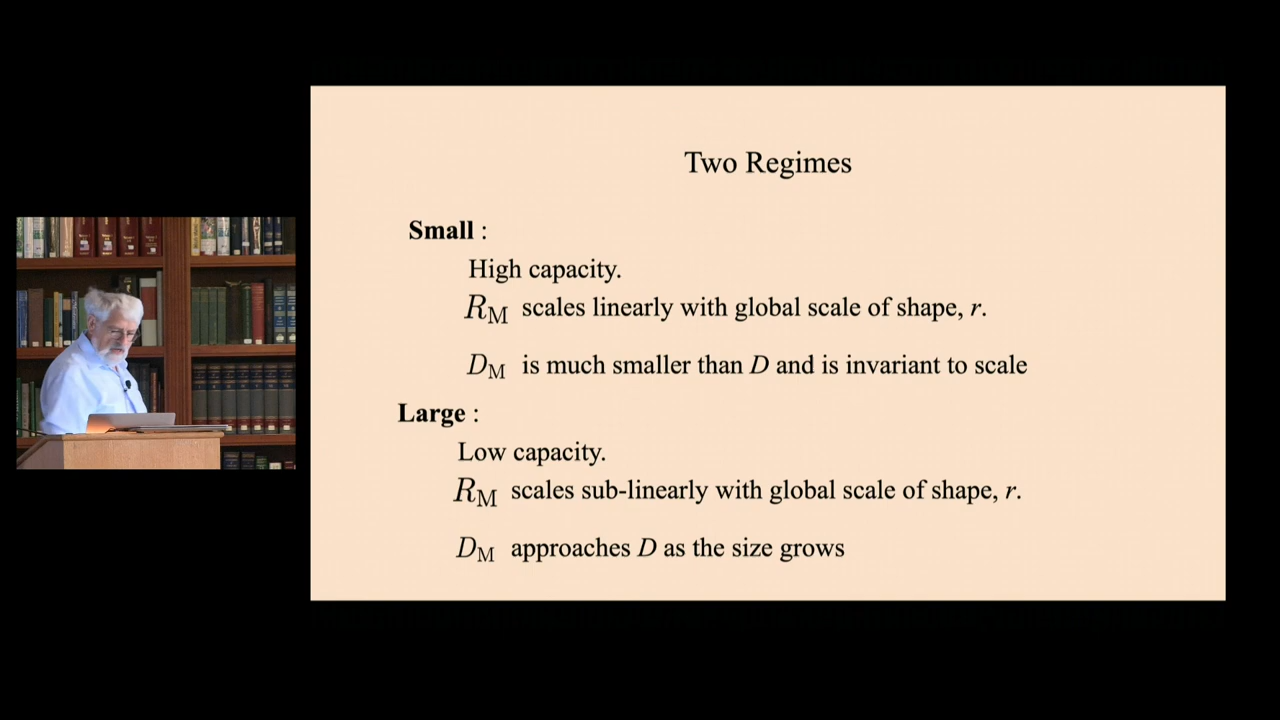 Two Regimes
Small :
High capacity.
R_M scales linearly with global scale of shape, r.
D_M is much smaller than D and is invariant to scale
Large :
Low capacity.
R_M scales sub-linearly with global scale of shape, r.
D_M approaches D as the size grows